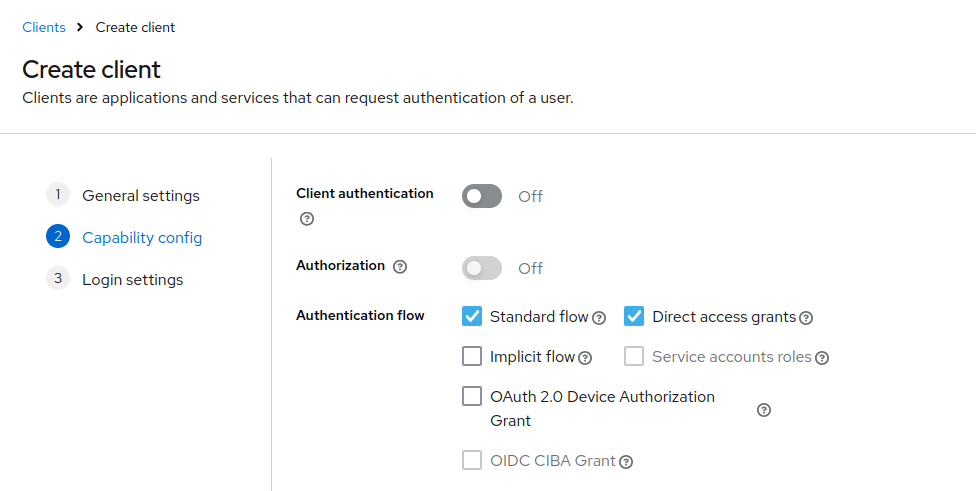 Clients > Create client
Create client
Clients are applications and services that can request authentication of a user.
1 General settings
2 Capability config
3 Login settings
Client authentication ? Off
Authorization ? Off
Authentication flow
Standard flow ? Direct access grants ?
Implicit flow ? Service accounts roles ?
OAuth 2.0 Device Authorization
Grant ?
OIDC CIBA Grant ?